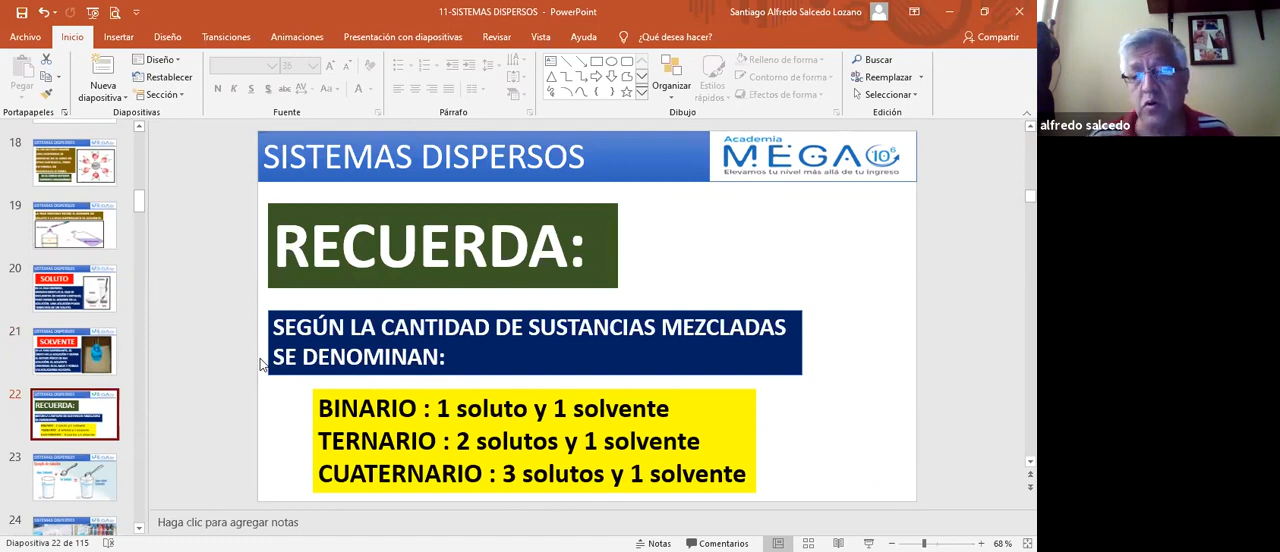 11-SISTEMAS DISPERSOS - PowerPoint
Santiago Alfredo Salcedo Lozano
Archivo Inicio Insertar Diseño Transiciones Animaciones Presentación con diapositivas Revisar Vista Ayuda ¿Qué desea hacer? Compartir
Pegar
Nueva diapositiva
Diseño
Restablecer
Sección
36
N K S S
Aa
A
Organizar
Estilos rápidos
Relleno de forma
Contorno de forma
Efectos de forma
Buscar
Reemplazar
Seleccionar
Portapapeles Diapositivas Fuente Párrafo Dibujo Edición
alfredo salcedo
18
19
20
SOLUTO
21
SOLVENTE
22
RECUERDA:
23
24
SISTEMAS DISPERSOS
Academia
MEGA 10⁶
Elevamos tu nivel más allá de tu ingreso
RECUERDA:
SEGÚN LA CANTIDAD DE SUSTANCIAS MEZCLADAS
SE DENOMINAN:
BINARIO : 1 soluto y 1 solvente
TERNARIO : 2 solutos y 1 solvente
CUATERNARIO : 3 solutos y 1 solvente
Haga clic para agregar notas
Diapositiva 22 de 115
Notas Comentarios 68 %